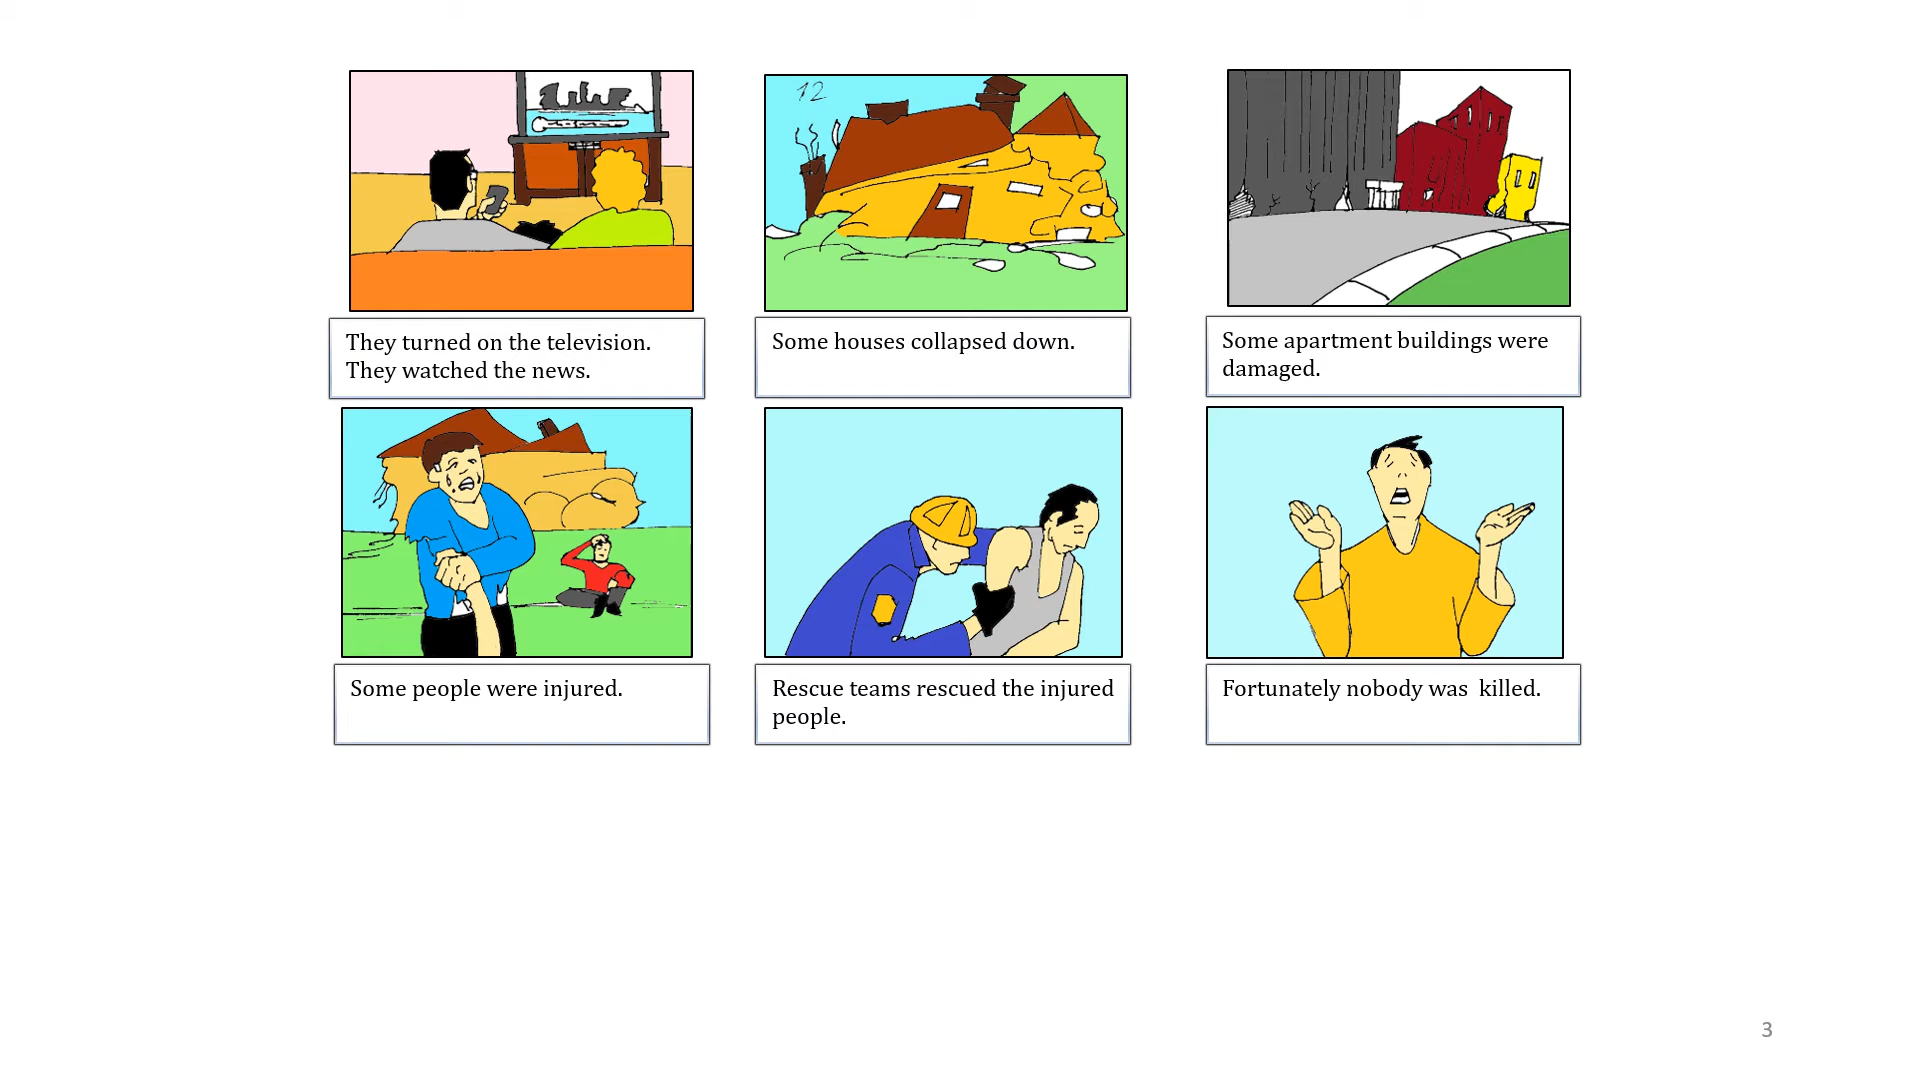 12
They turned on the television.
They watched the news.
Some houses collapsed down.
Some apartment buildings were
damaged.
Some people were injured.
Rescue teams rescued the injured
people.
Fortunately nobody was  killed.
3